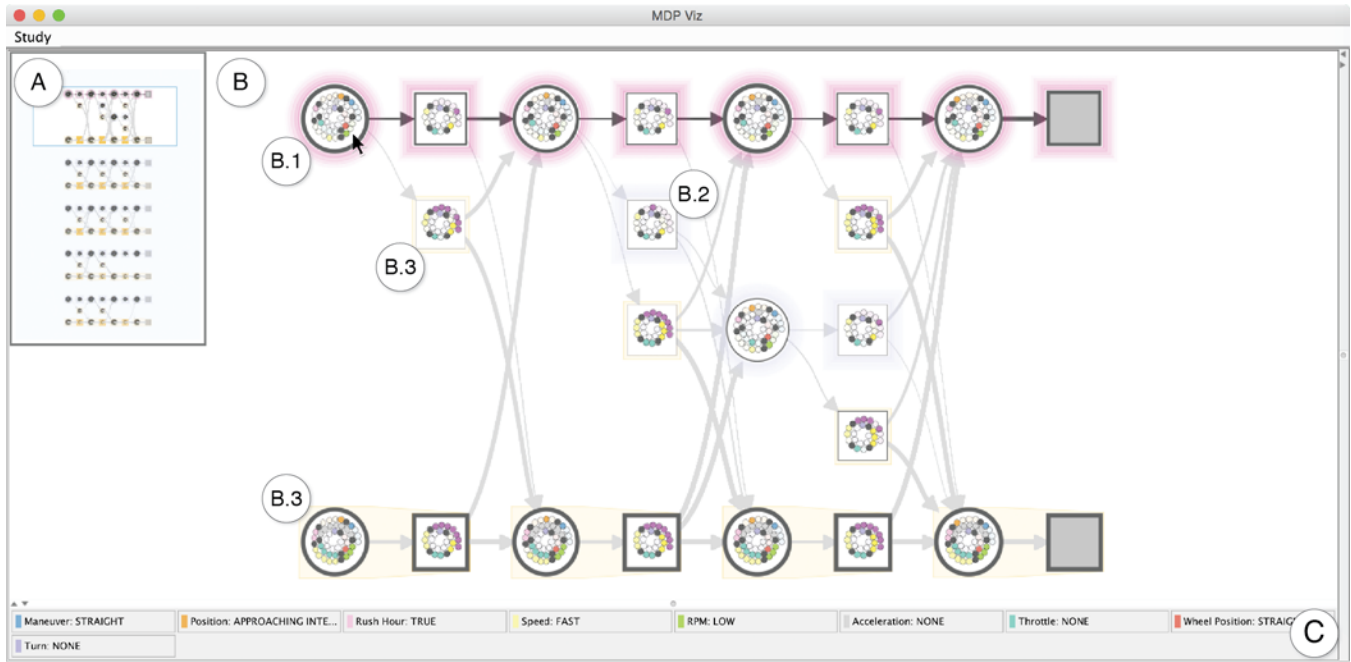 MDP Viz
Study
A
B
B.1
B.2
B.3
B.3
Maneuver: STRAIGHT
Position: APPROACHING INTE...
Rush Hour: TRUE
Speed: FAST
RPM: LOW
Acceleration: NONE
Throttle: NONE
Wheel Position: STRAIG
C
Turn: NONE